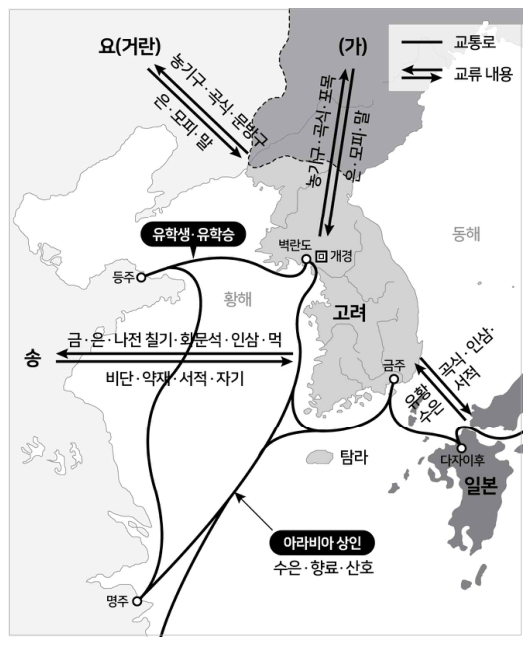 요(거란)
(가)
교통로
교류 내용
농기구·곡식·문방구
은·모피·말
농기구·곡식·포목
은·모피·말
동해
유학생·유학승
벽란도
개경
등주
황해
고려
금·은·나전 칠기·화문석·인삼·먹
송
비단·약재·서적·자기
금주
곡식·인삼·
서적
유황
수은
탐라
다자이후
일본
아라비아 상인
수은·향료·산호
명주